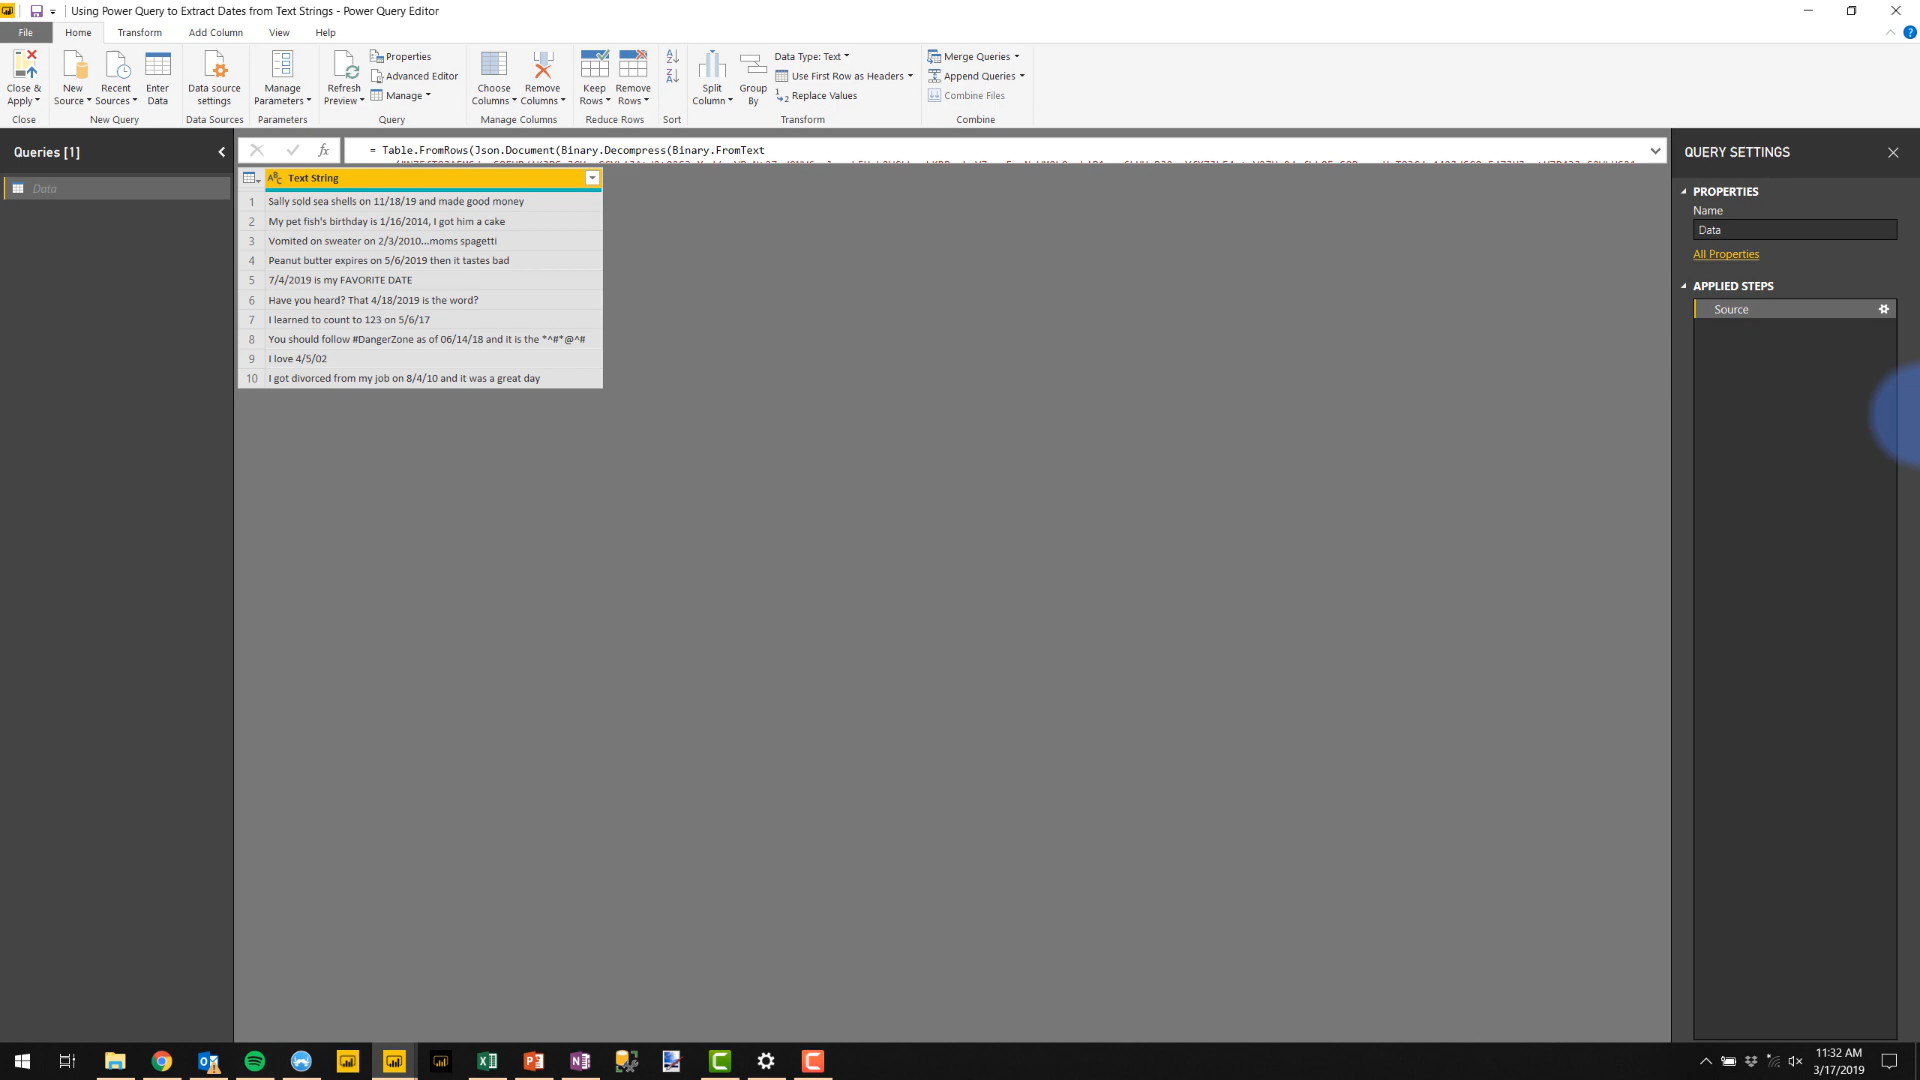 Using Power Query to Extract Dates from Text Strings - Power Query Editor
File Home Transform Add Column View Help
Close & Apply
New Source
Recent Sources
Enter Data
Data source settings
Manage Parameters
Refresh Preview
Properties
Advanced Editor
Manage
Choose Columns
Remove Columns
Keep Rows
Remove Rows
Split Column
Group By
Data Type: Text
Use First Row as Headers
Replace Values
Merge Queries
Append Queries
Combine Files
Close New Query Data Sources Parameters Query Manage Columns Reduce Rows Sort Transform Combine
Queries [1]
Data
fx = Table.FromRows(Json.Document(Binary.Decompress(Binary.FromText
ABC Text String
1 Sally sold sea shells on 11/18/19 and made good money
2 My pet fish's birthday is 1/16/2014, I got him a cake
3 Vomited on sweater on 2/3/2010...moms spagetti
4 Peanut butter expires on 5/6/2019 then it tastes bad
5 7/4/2019 is my FAVORITE DATE
6 Have you heard? That 4/18/2019 is the word?
7 I learned to count to 123 on 5/6/17
8 You should follow #DangerZone as of 06/14/18 and it is the *^#*@^#
9 I love 4/5/02
10 I got divorced from my job on 8/4/10 and it was a great day
QUERY SETTINGS
PROPERTIES
Name
Data
All Properties
APPLIED STEPS
Source
11:32 AM
3/17/2019